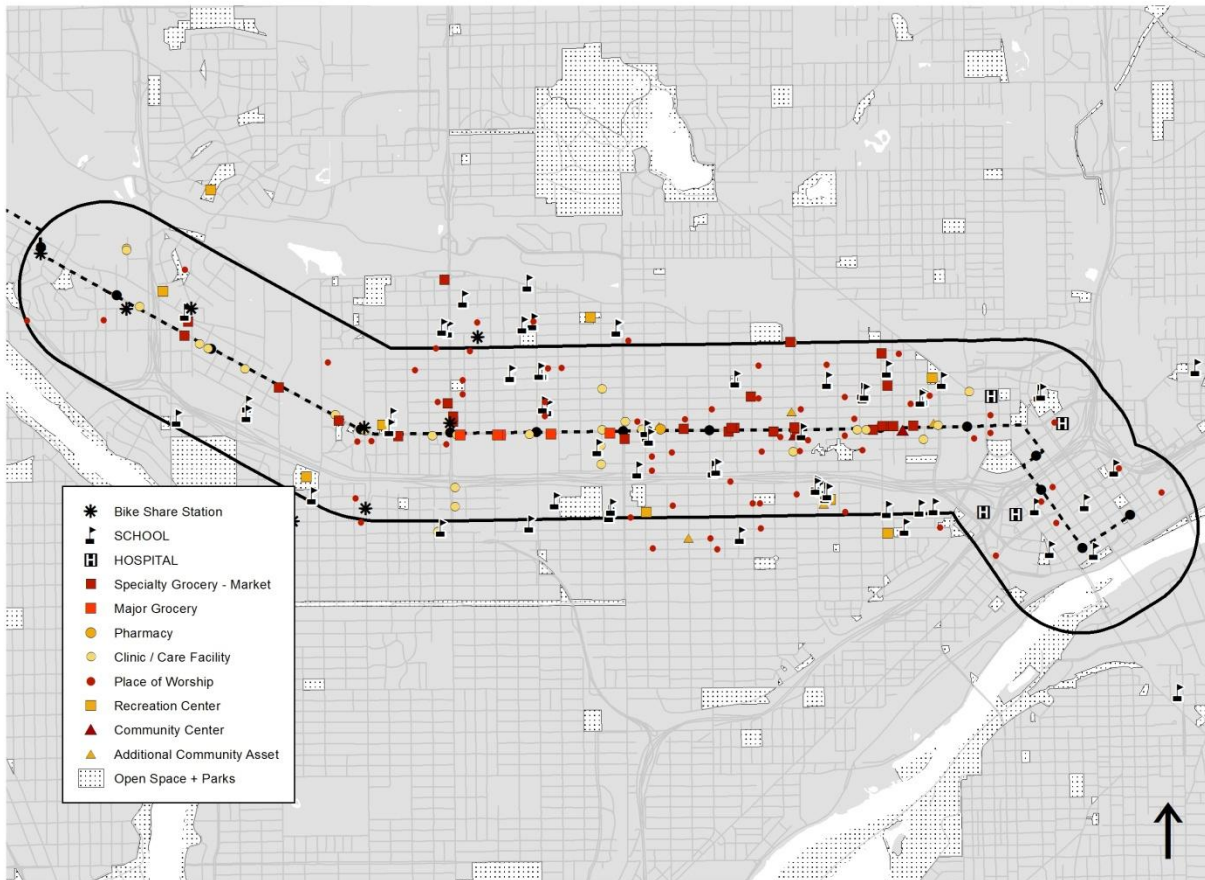 Bike Share Station
SCHOOL
H HOSPITAL
Specialty Grocery - Market
Major Grocery
Pharmacy
Clinic / Care Facility
Place of Worship
Recreation Center
Community Center
Additional Community Asset
Open Space + Parks